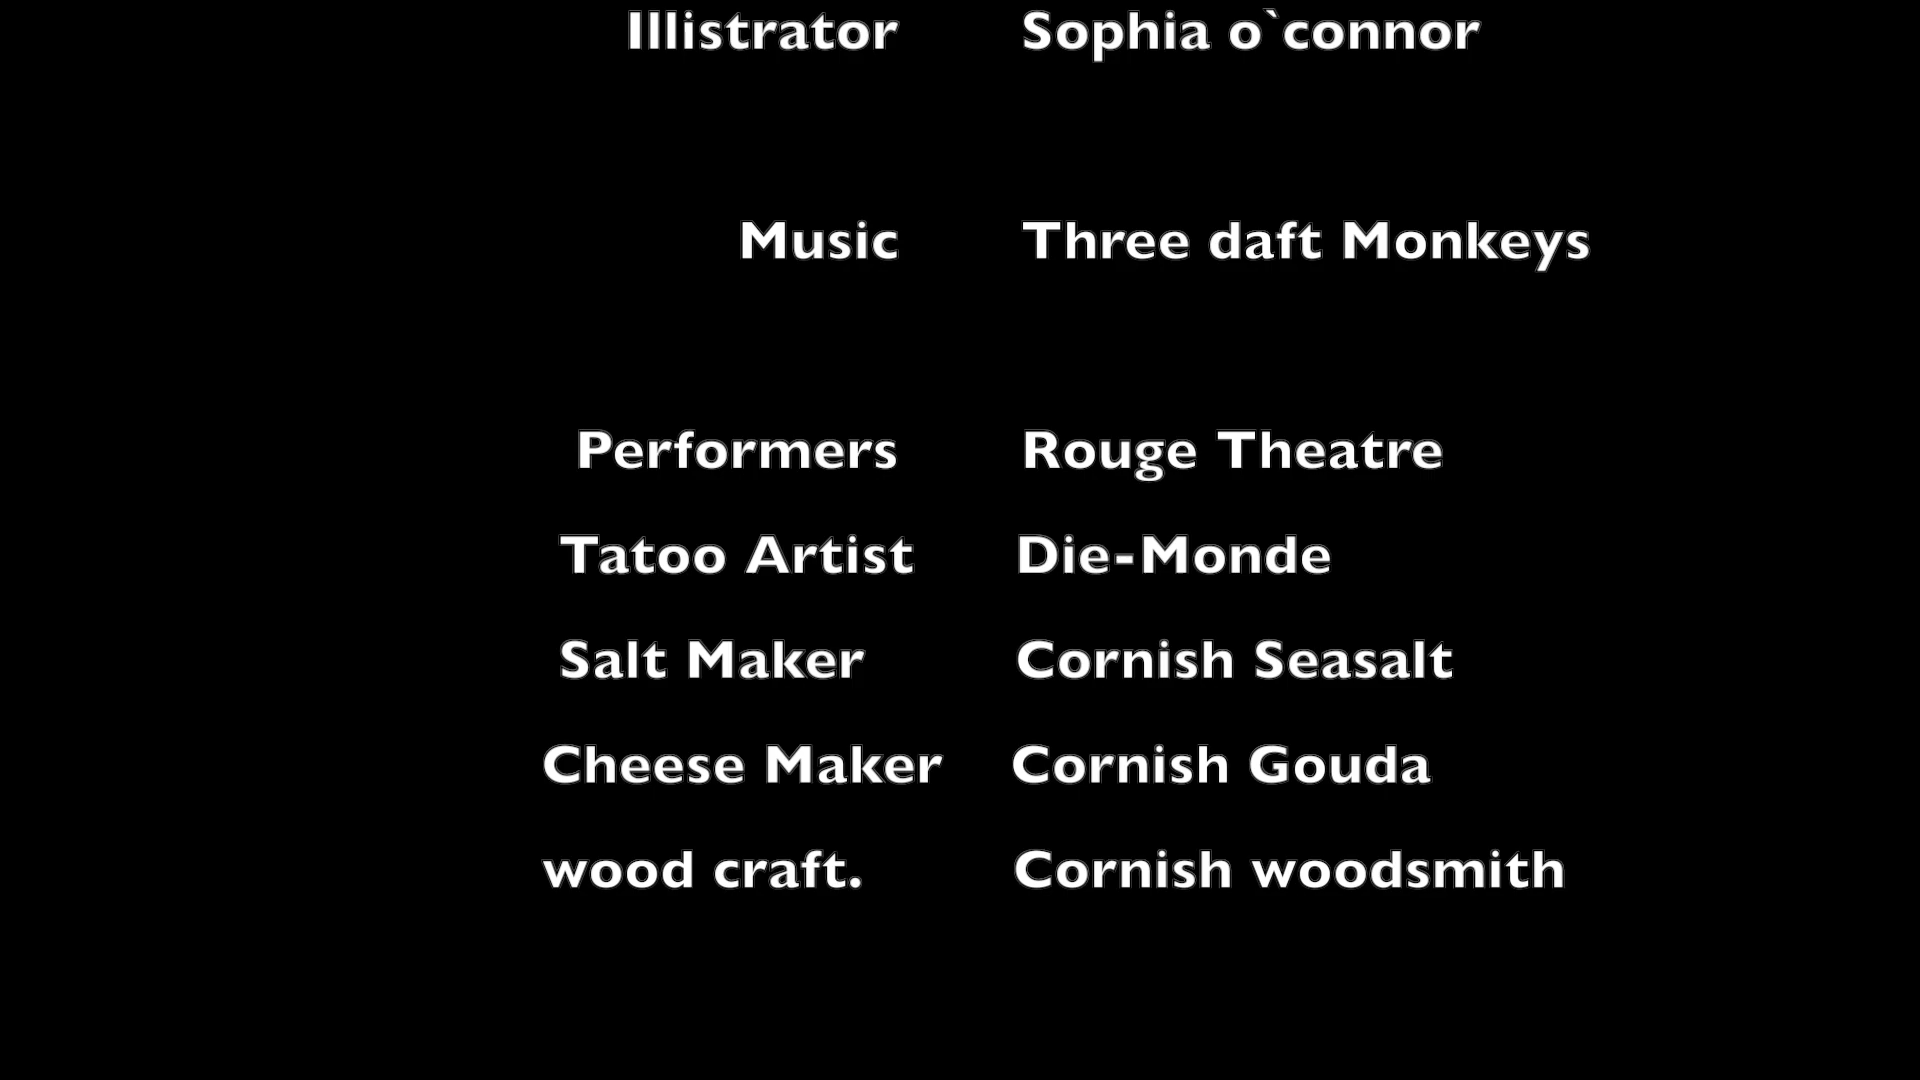 Illistrator Sophia o`connor
Music Three daft Monkeys
Performers Rouge Theatre
Tatoo Artist Die-Monde
Salt Maker Cornish Seasalt
Cheese Maker Cornish Gouda
wood craft. Cornish woodsmith